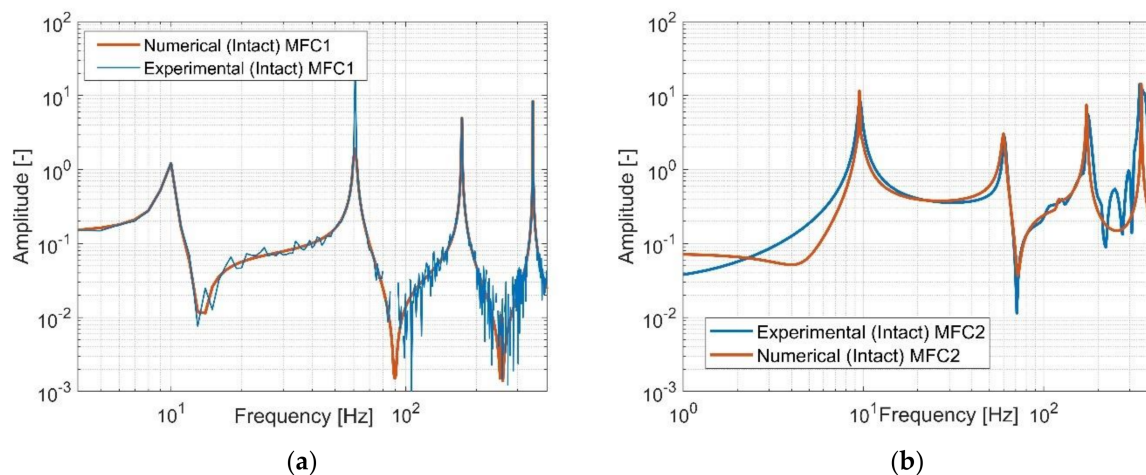 10^2
10^1
10^0
10^-1
10^-2
10^-3
Amplitude [-]
Numerical (Intact) MFC1
Experimental (Intact) MFC1
10^1
Frequency [Hz]
10^2
(a)
10^2
10^1
10^0
10^-1
10^-2
10^-3
Amplitude [-]
Experimental (Intact) MFC2
Numerical (Intact) MFC2
10^0
10^1
Frequency [Hz]
10^2
(b)